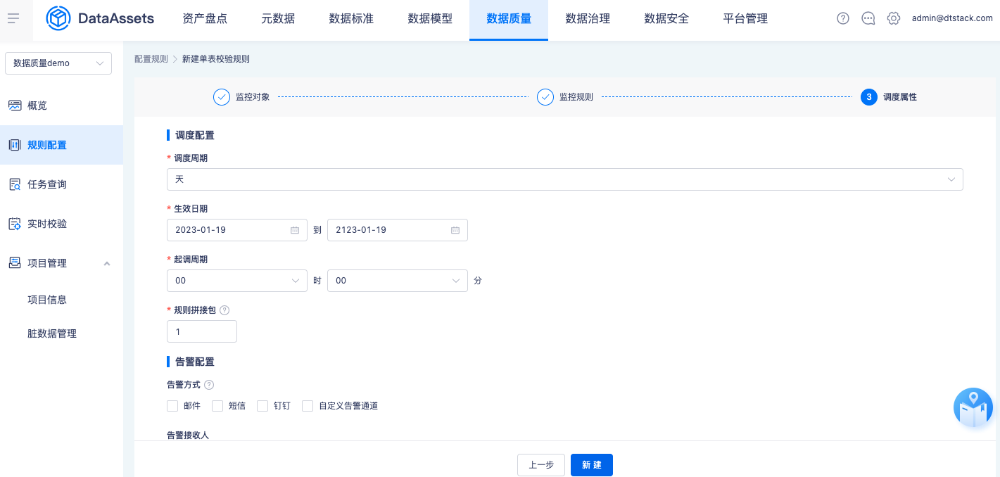 DataAssets 资产盘点 元数据 数据标准 数据模型 数据质量 数据治理 数据安全 平台管理 admin@dtstack.com
数据质量demo
概览
规则配置
任务查询
实时校验
项目管理
项目信息
脏数据管理
配置规则 > 新建单表校验规则
监控对象 监控规则 3 调度属性
调度配置
* 调度周期
天
* 生效日期
2023-01-19 到 2123-01-19
* 起调周期
00 时 00 分
* 规则拼接包 ?
1
告警配置
告警方式 ?
邮件 短信 钉钉 自定义告警通道
告警接收人
上一步 新 建